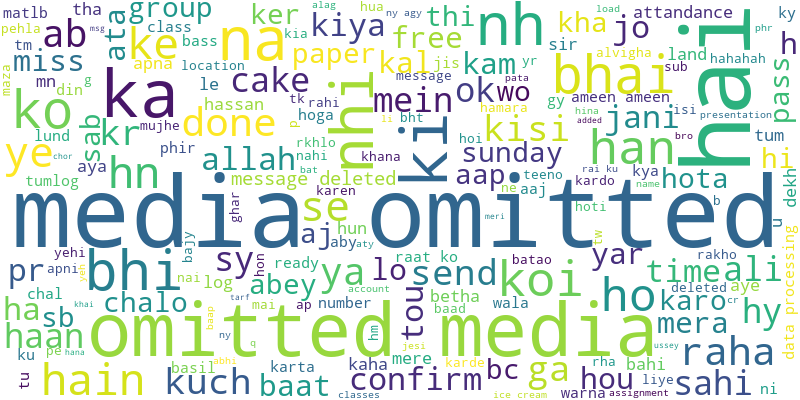 matlb
tha
group
ker
kiya
thi
nh
kha
jo
attandance
ky
phr
pehla
ab
ata
class
bass
kia
hua
ny agy
alag
load
msg
tm
miss
ke
na
paper
free
sir
h
maza
mn
din
g
apna
location
kal
jis
yr
alvigha
land
sub
hahahah
pass
le
cake
message
kam
ok
wo
bhai
hai
ko
ka
hassan
tk
rahi
mein
pata
gy
ameen ameen
isi
lund
kr
sab
mujhe
hoga
p
nhi
li
bht
hamara
hina
added
bro
presentation
chor
phir
done
rkhlo
nahi
ki
hoi
kisi
jani
tum
ye
hn
aya
allah
bat
khana
sunday
han
rai ku
hi
tumlog
message deleted
karen
aap
teeno
ne
aaj
kya
kardo
name
hota
b
dekh
media omitted
ghar
se
aj
hun
aby
aty
meri
hoti
tw
u
yehi
bajy
sy
hon
raat ko
batao
yar
rakho
data processing
pr
apni
yeh
bhi
nai
log
ready
ya
lo
send
koi
time
ali
deleted
ha
chal
chalo
khai
abey
mai
ap
number
account
tou
betha
baad
wala
ho
karo
aye
cr
hy
sb
haan
omitted media
tarf
baap
ny
q
hm
jesi
mera
raha
ussey
ku
pe
hana
basil
abhi
karta
kaha
mere
karde
bc
ga
rha
bahi
tu
hain
kuch
baat
confirm
classes
ice cream
hou
warna
liye
assignment
sahi
ni